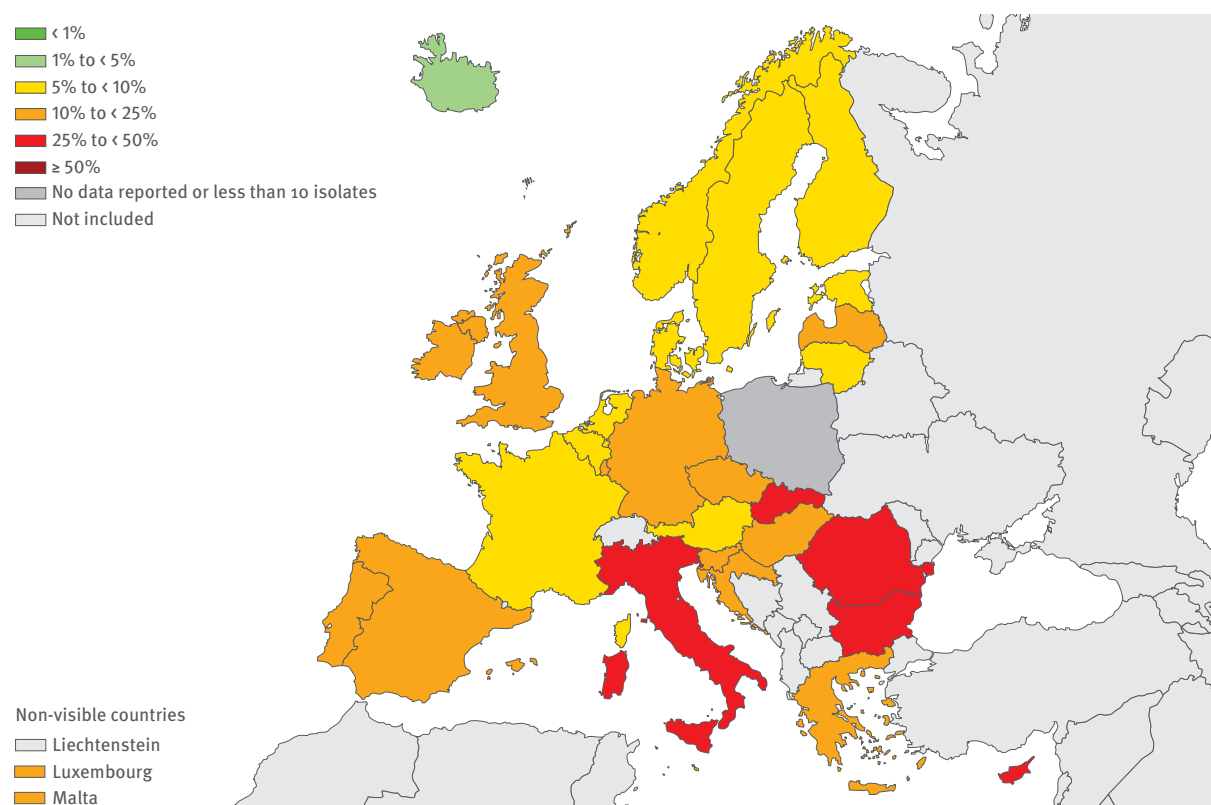 < 1%
1% to < 5%
5% to < 10%
10% to < 25%
25% to < 50%
≥ 50%
No data reported or less than 10 isolates
Not included
Non-visible countries
Liechtenstein
Luxembourg
Malta